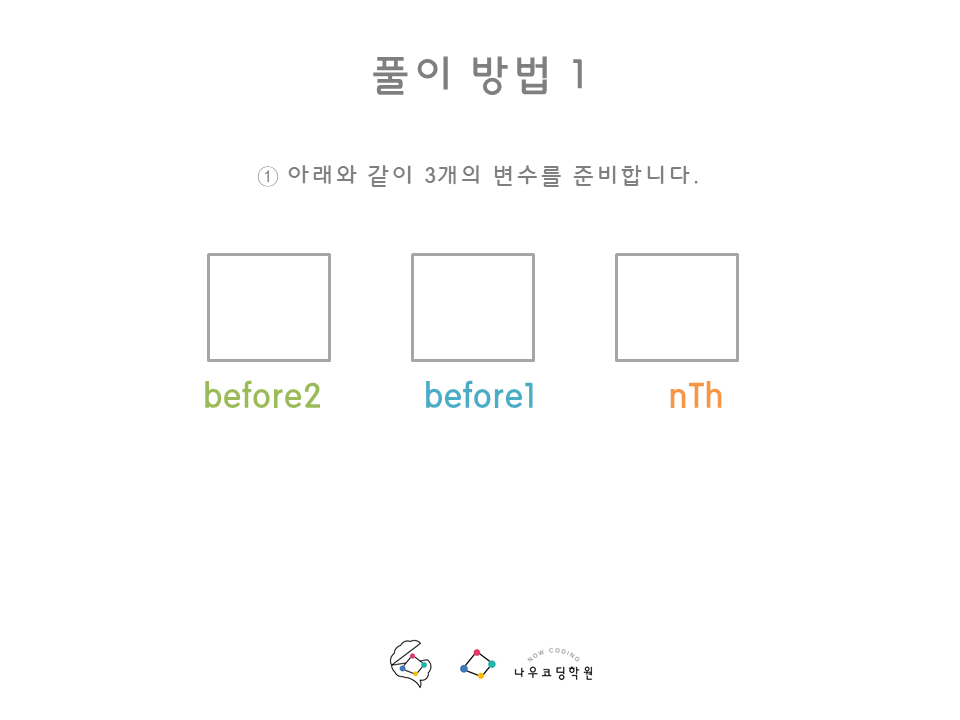 풀이 방법 1
① 아래와 같이 3개의 변수를 준비합니다.
before2 before1 nTh
NOW CODING
나우코딩학원